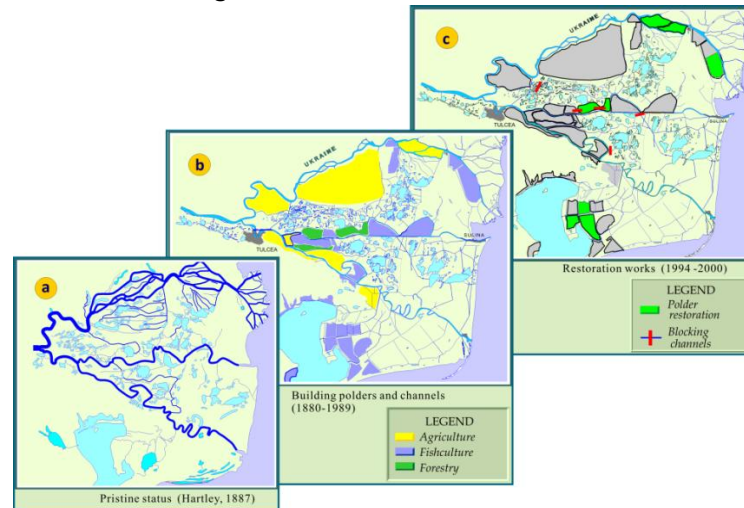 a
Pristine status (Hartley, 1887)
b
UKRAINE
TULCEA
SULINA
Building polders and channels
(1880-1989)
LEGEND
Agriculture
Fishculture
Forestry
c
UKRAINE
TULCEA
SULINA
Restoration works (1994 -2000)
LEGEND
Polder
restoration
Blocking
channels